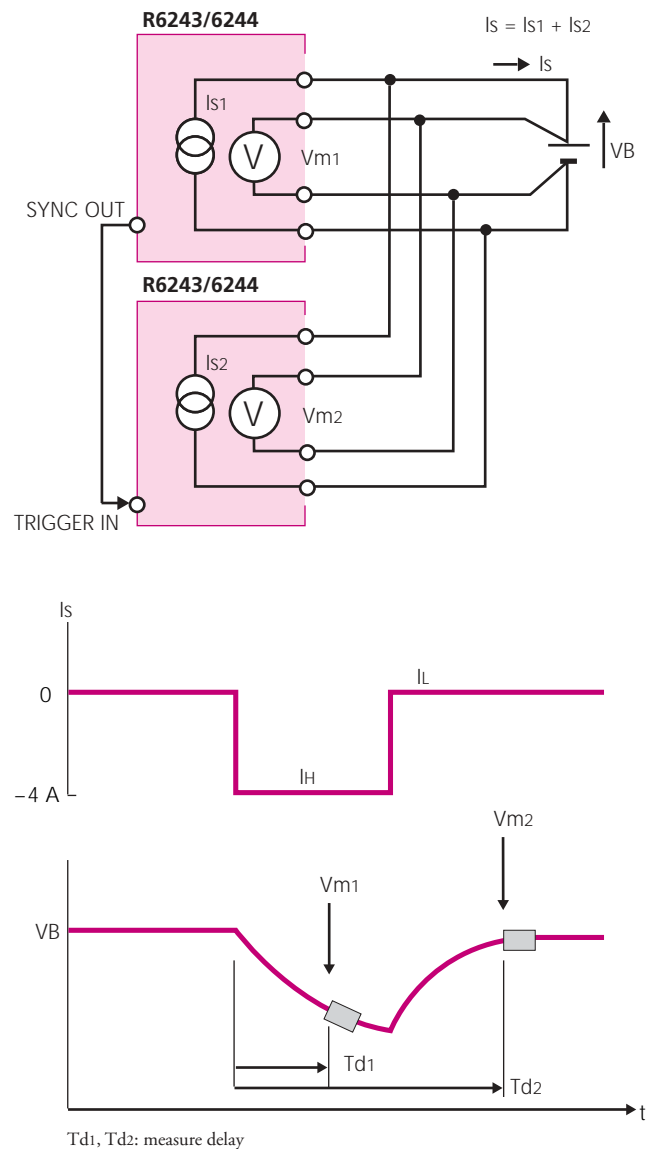 R6243/6244
Is = Is1 + Is2
Is
Is1
V
Vm1
VB
SYNC OUT
R6243/6244
Is2
V
Vm2
TRIGGER IN
Is
0
IL
IH
−4 A
Vm2
Vm1
VB
Td1
Td2
t
Td1, Td2: measure delay